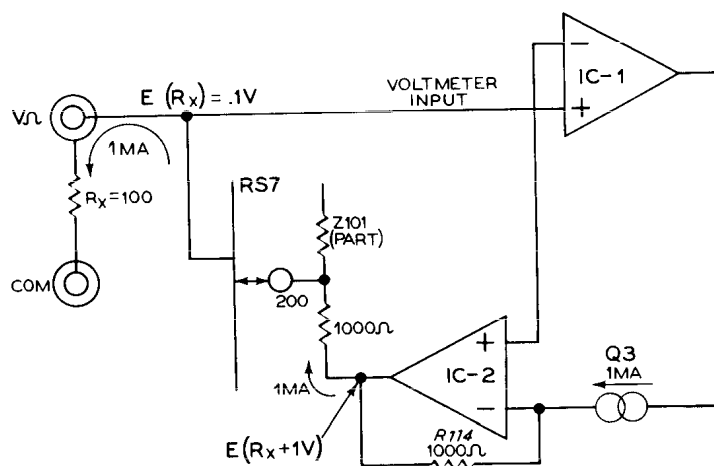 IC-1
−
+
E (Rx) = .1V
VOLTMETER
INPUT
VΩ
1MA
Rx=100
COM
RS7
Z101
(PART)
200
1000Ω
1MA
+
IC-2
−
Q3
1MA
E(Rx+1V)
R114
1000Ω